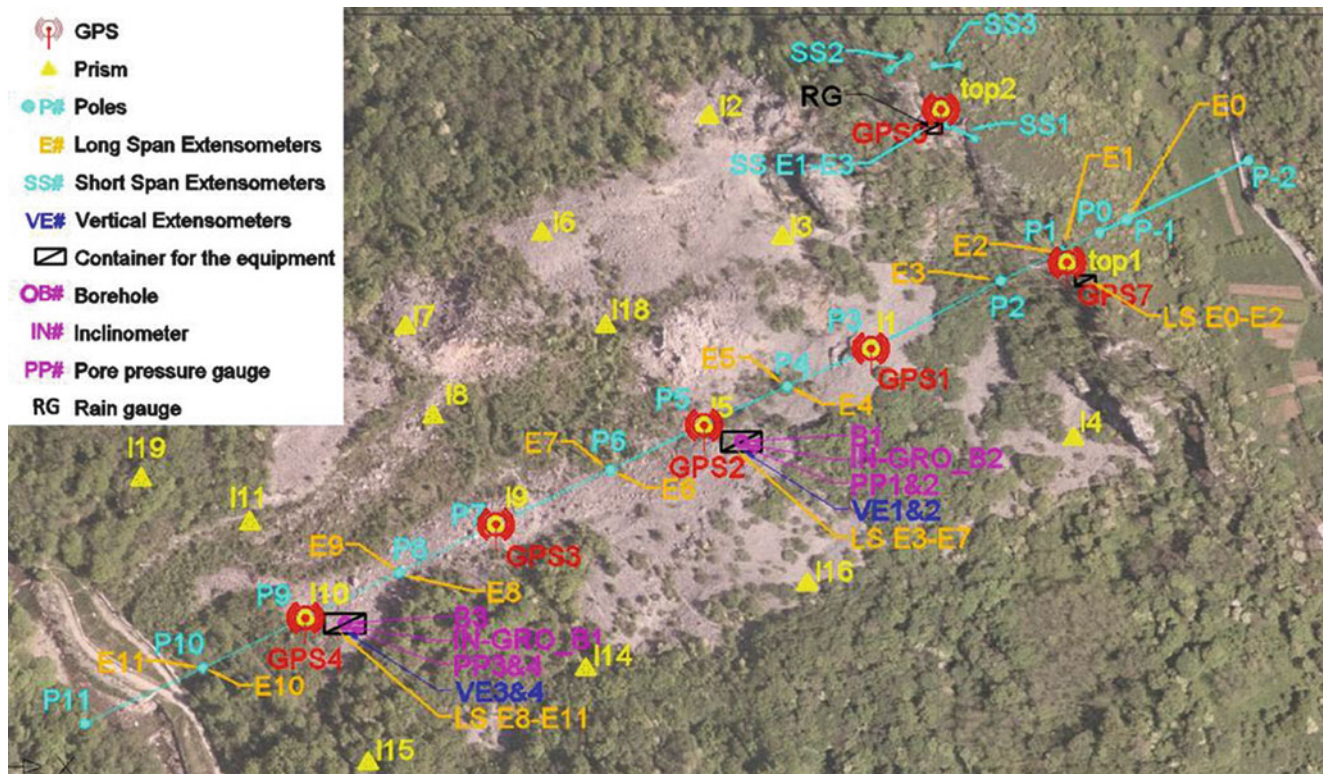 GPS
Prism
P# Poles
E# Long Span Extensometers
SS# Short Span Extensometers
VE# Vertical Extensometers
Container for the equipment
B# Borehole
IN# Inclinometer
PP# Pore pressure gauge
RG Rain gauge
SS3
SS2
top2
RG
I2
E0
SS1
E1
SS E1-E3
P-2
P0
P-1
I6
I3
P1
E2
top1
E3
P2
GPS7
LS E0-E2
I7
I18
P3
I1
GPS1
P4
E5
E4
I8
P5
I5
I4
B1
I19
E7
P6
GPS2
IN-GRO_B2
E6
PP1&2
VE1&2
I11
P7
I9
LS E3-E7
GPS3
E9
P8
E8
I16
P9
I10
B3
P10
IN-GRO_B1
GPS4
E11
E10
PP3&4
I14
VE3&4
P11
LS E8-E11
I15